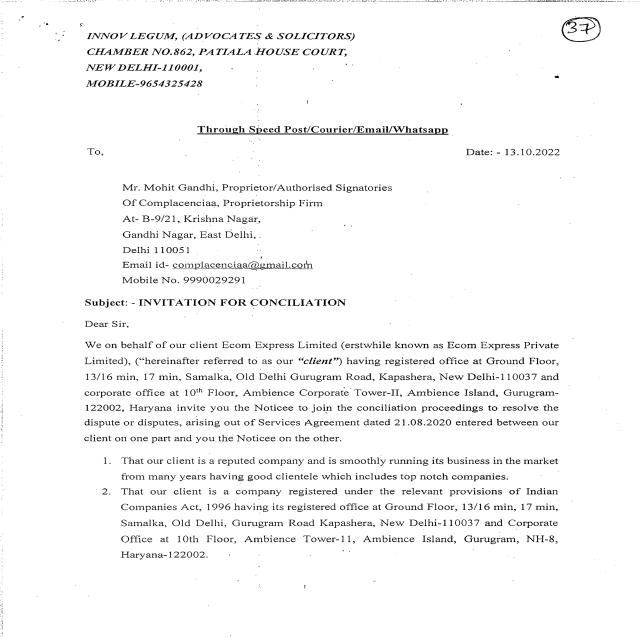 37
INNOV LEGUM, (ADVOCATES & SOLICITORS)
CHAMBER NO.862, PATIALA HOUSE COURT,
NEW DELHI-110001,
MOBILE-9654325428
Through Speed Post/Courier/Email/Whatsapp
To, Date: - 13.10.2022
Mr. Mohit Gandhi, Proprietor/Authorised Signatories
Of Complacenciaa, Proprietorship Firm
At- B-9/21, Krishna Nagar,
Gandhi Nagar, East Delhi,
Delhi 110051
Email id- complacenciaa@gmail.com
Mobile No. 9990029291
Subject: - INVITATION FOR CONCILIATION
Dear Sir,
We on behalf of our client Ecom Express Limited (erstwhile known as Ecom Express Private
Limited), ("hereinafter referred to as our "client") having registered office at Ground Floor,
13/16 min, 17 min, Samalka, Old Delhi Gurugram Road, Kapashera, New Delhi-110037 and
corporate office at 10th Floor, Ambience Corporate Tower-II, Ambience Island, Gurugram-
122002, Haryana invite you the Noticee to join the conciliation proceedings to resolve the
dispute or disputes, arising out of Services Agreement dated 21.08.2020 entered between our
client on one part and you the Noticee on the other.
1. That our client is a reputed company and is smoothly running its business in the market
from many years having good clientele which includes top notch companies.
2. That our client is a company registered under the relevant provisions of Indian
Companies Act, 1996 having its registered office at Ground Floor, 13/16 min, 17 min,
Samalka, Old Delhi, Gurugram Road Kapashera, New Delhi-110037 and Corporate
Office at 10th Floor, Ambience Tower-11, Ambience Island, Gurugram, NH-8,
Haryana-122002.